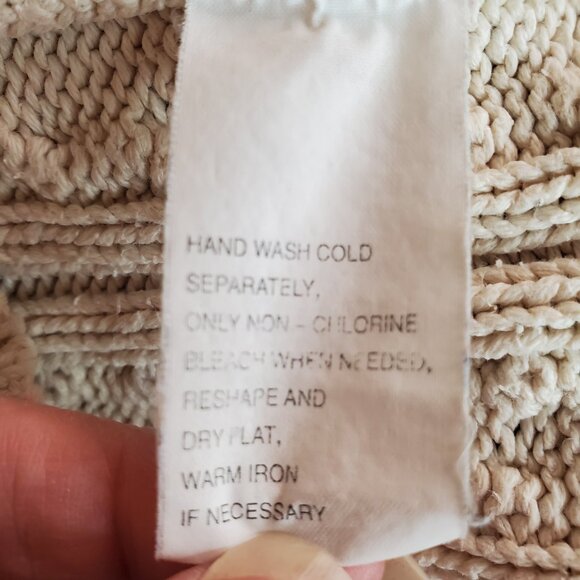 HAND WASH COLD
SEPARATELY,
ONLY NON - CHLORINE
BLEACH WHEN NEEDED,
RESHAPE AND
DRY FLAT,
WARM IRON
IF NECESSARY